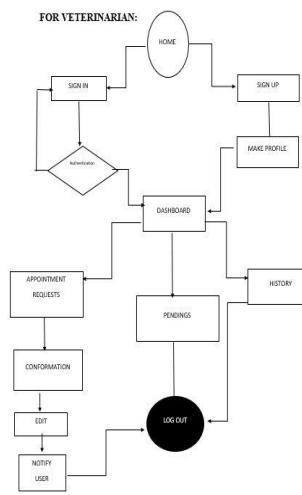 FOR VETERINARIAN:
HOME
SIGN IN
SIGN UP
Authentication
MAKE PROFILE
DASHBOARD
APPOINTMENT
REQUESTS
HISTORY
PENDINGS
CONFORMATION
EDIT
LOG OUT
NOTIFY
USER